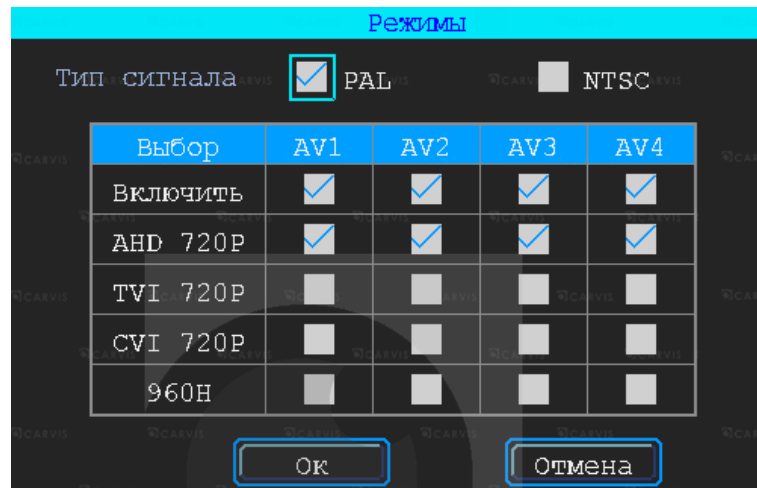 Режимы
Тип сигнала PAL NTSC
Выбор AV1 AV2 AV3 AV4
Включить
AHD 720P
TVI 720P
CVI 720P
960H
Ок Отмена
CARVIS